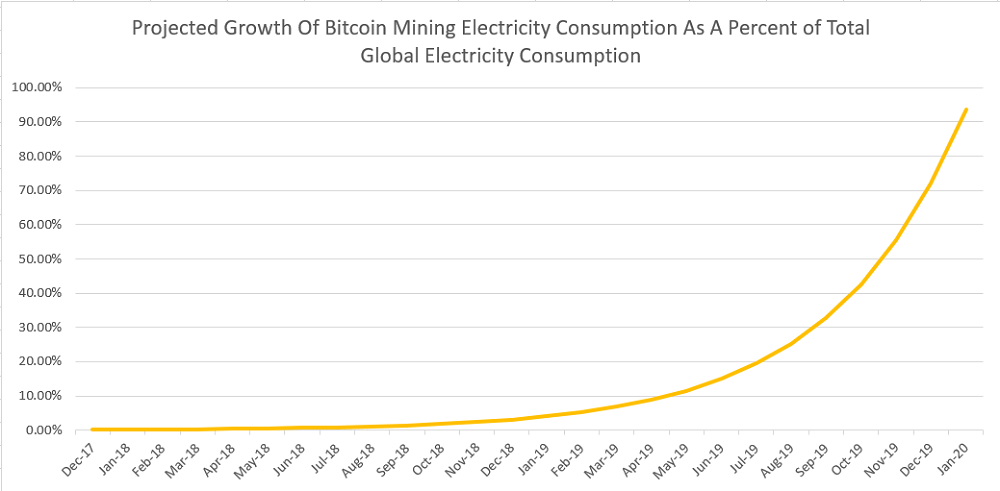 Projected Growth Of Bitcoin Mining Electricity Consumption As A Percent of Total
Global Electricity Consumption
100.00%
90.00%
80.00%
70.00%
60.00%
50.00%
40.00%
30.00%
20.00%
10.00%
0.00%
Dec-17
Jan-18
Feb-18
Mar-18
Apr-18
May-18
Jun-18
Jul-18
Aug-18
Sep-18
Oct-18
Nov-18
Dec-18
Jan-19
Feb-19
Mar-19
Apr-19
May-19
Jun-19
Jul-19
Aug-19
Sep-19
Oct-19
Nov-19
Dec-19
Jan-20